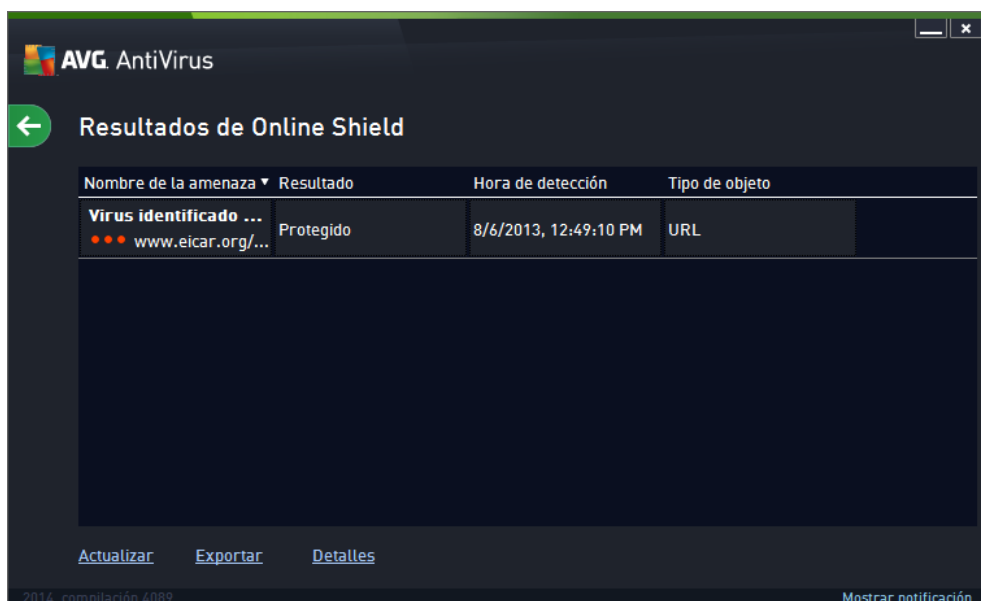 AVG. AntiVirus
Resultados de Online Shield
Nombre de la amenaza ▼ Resultado Hora de detección Tipo de objeto
Virus identificado ...
••• www.eicar.org/... Protegido 8/6/2013, 12:49:10 PM URL
Actualizar Exportar Detalles
2014. compilación 4089 Mostrar notificación